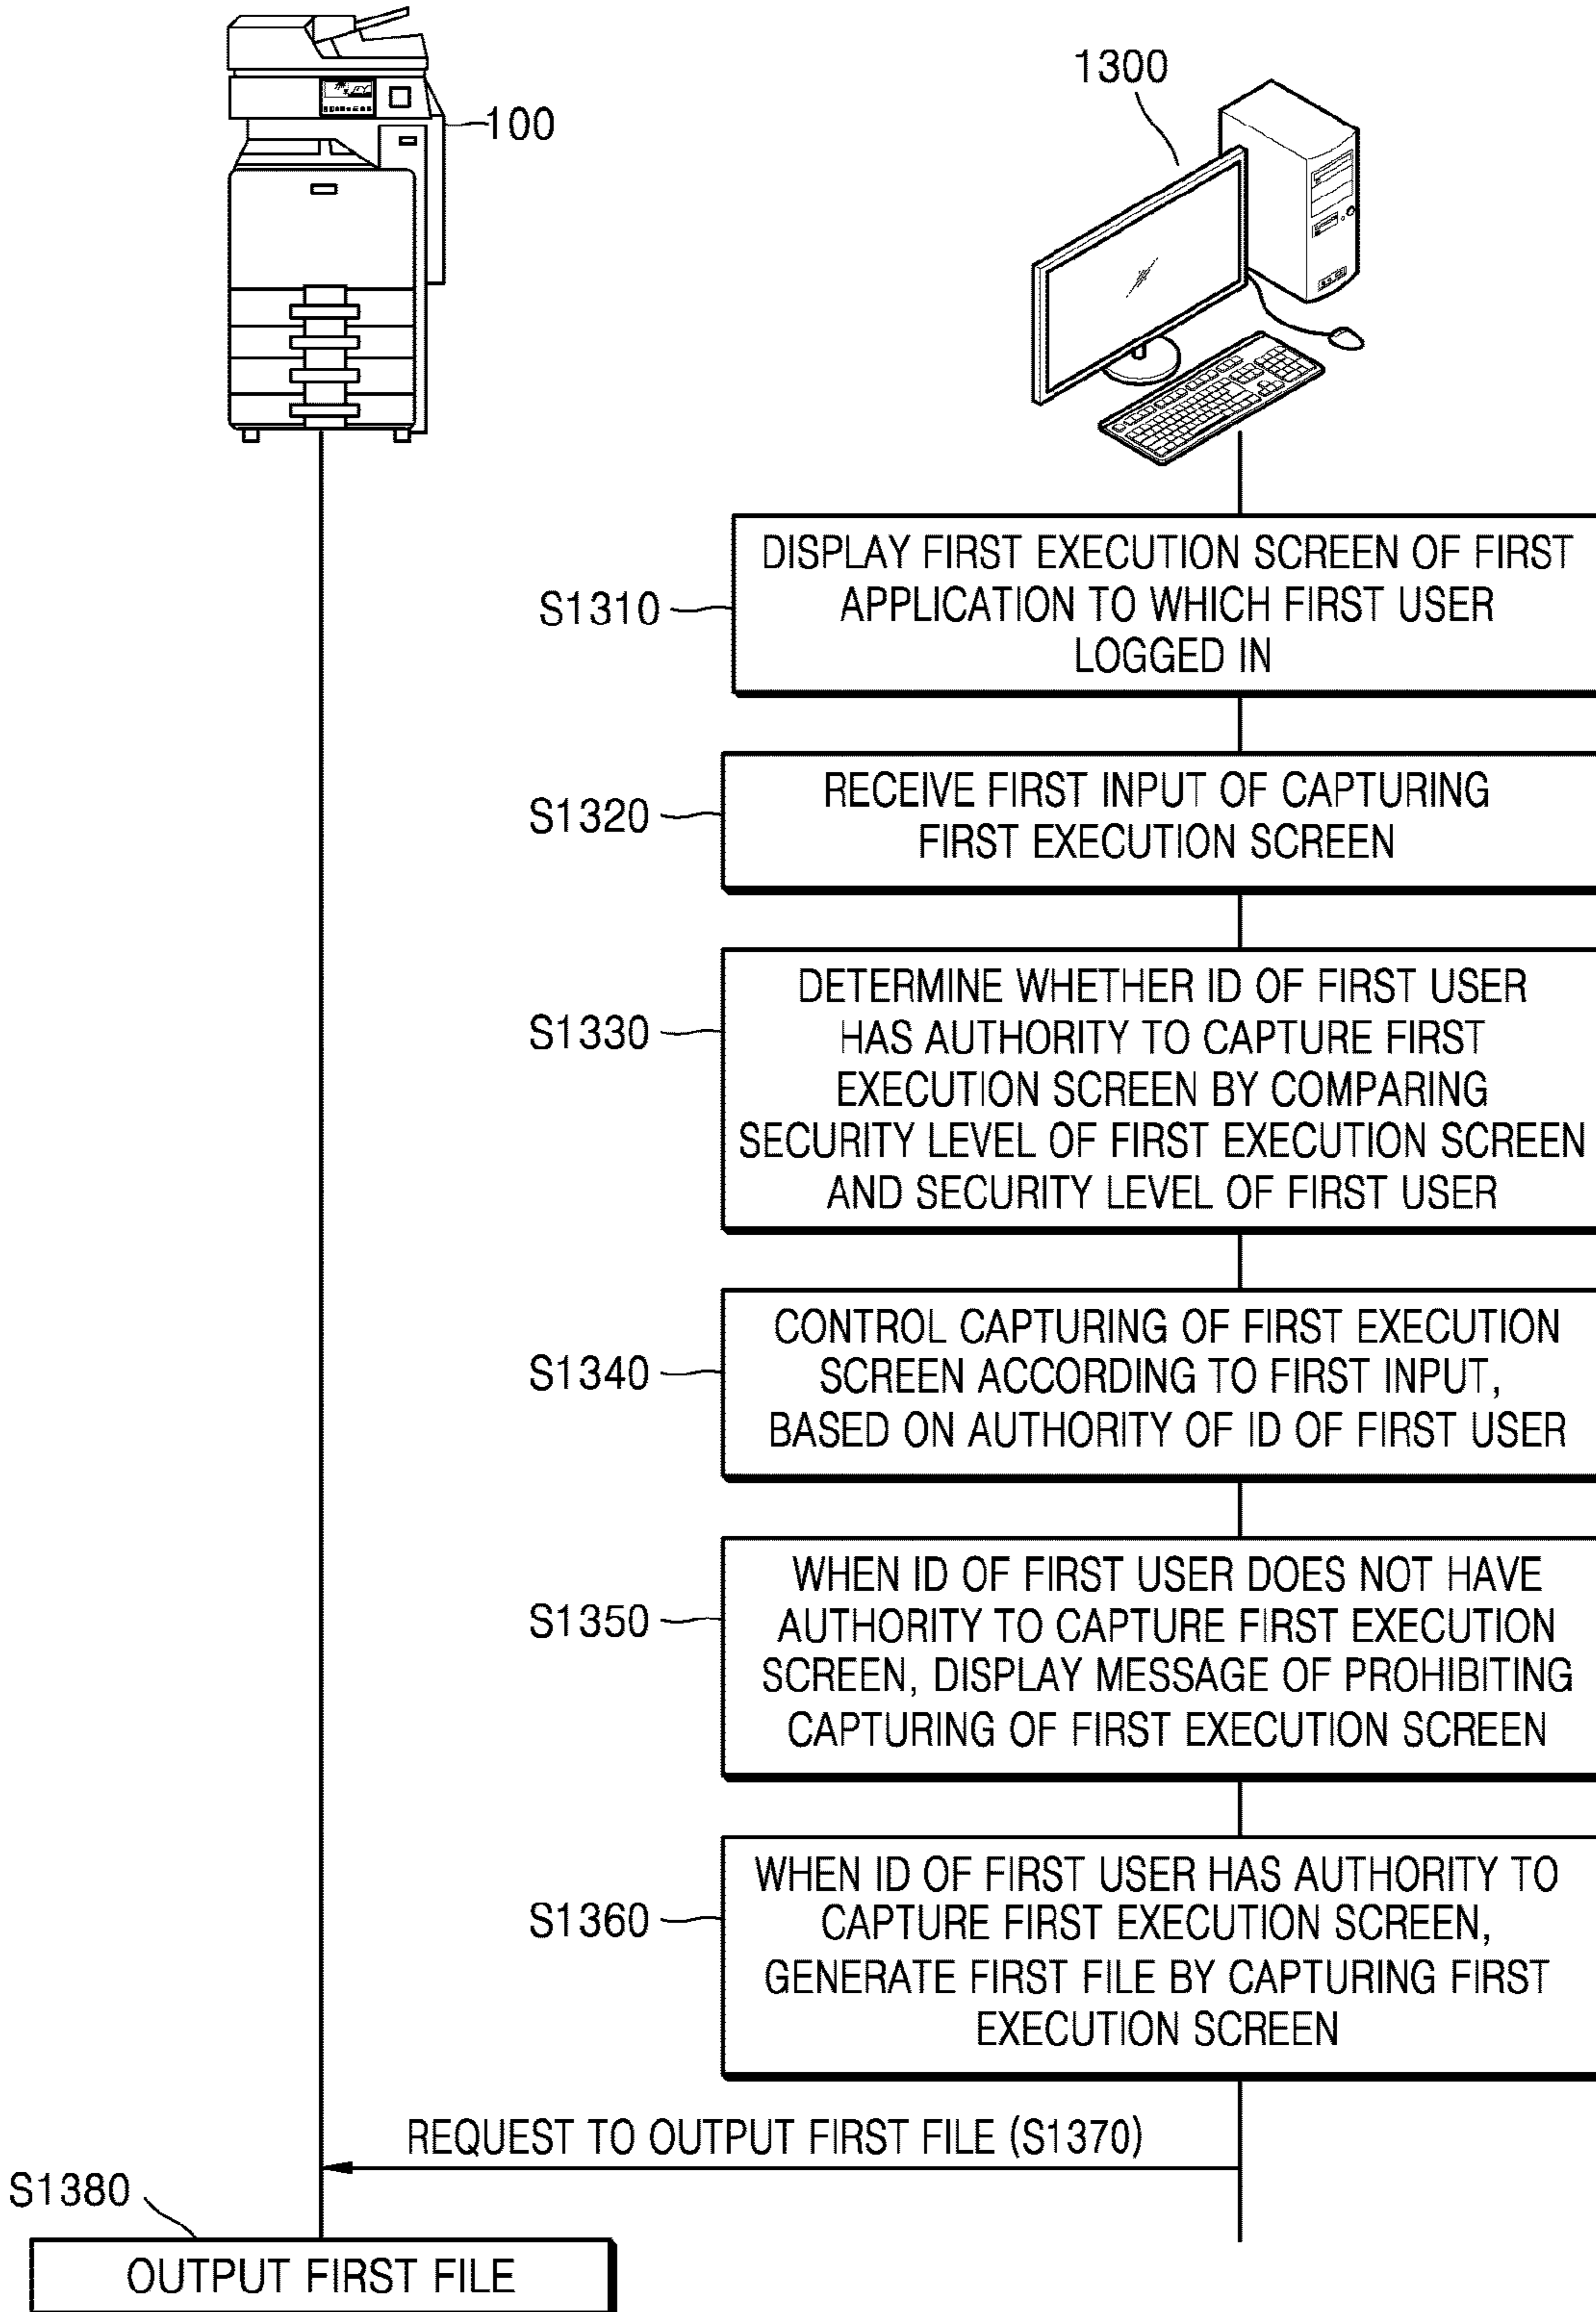 100
1300
S1310
DISPLAY FIRST EXECUTION SCREEN OF FIRST
APPLICATION TO WHICH FIRST USER
LOGGED IN
S1320
RECEIVE FIRST INPUT OF CAPTURING
FIRST EXECUTION SCREEN
S1330
DETERMINE WHETHER ID OF FIRST USER
HAS AUTHORITY TO CAPTURE FIRST
EXECUTION SCREEN BY COMPARING
SECURITY LEVEL OF FIRST EXECUTION SCREEN
AND SECURITY LEVEL OF FIRST USER
S1340
CONTROL CAPTURING OF FIRST EXECUTION
SCREEN ACCORDING TO FIRST INPUT,
BASED ON AUTHORITY OF ID OF FIRST USER
S1350
WHEN ID OF FIRST USER DOES NOT HAVE
AUTHORITY TO CAPTURE FIRST EXECUTION
SCREEN, DISPLAY MESSAGE OF PROHIBITING
CAPTURING OF FIRST EXECUTION SCREEN
S1360
WHEN ID OF FIRST USER HAS AUTHORITY TO
CAPTURE FIRST EXECUTION SCREEN,
GENERATE FIRST FILE BY CAPTURING FIRST
EXECUTION SCREEN
REQUEST TO OUTPUT FIRST FILE (S1370)
S1380
OUTPUT FIRST FILE